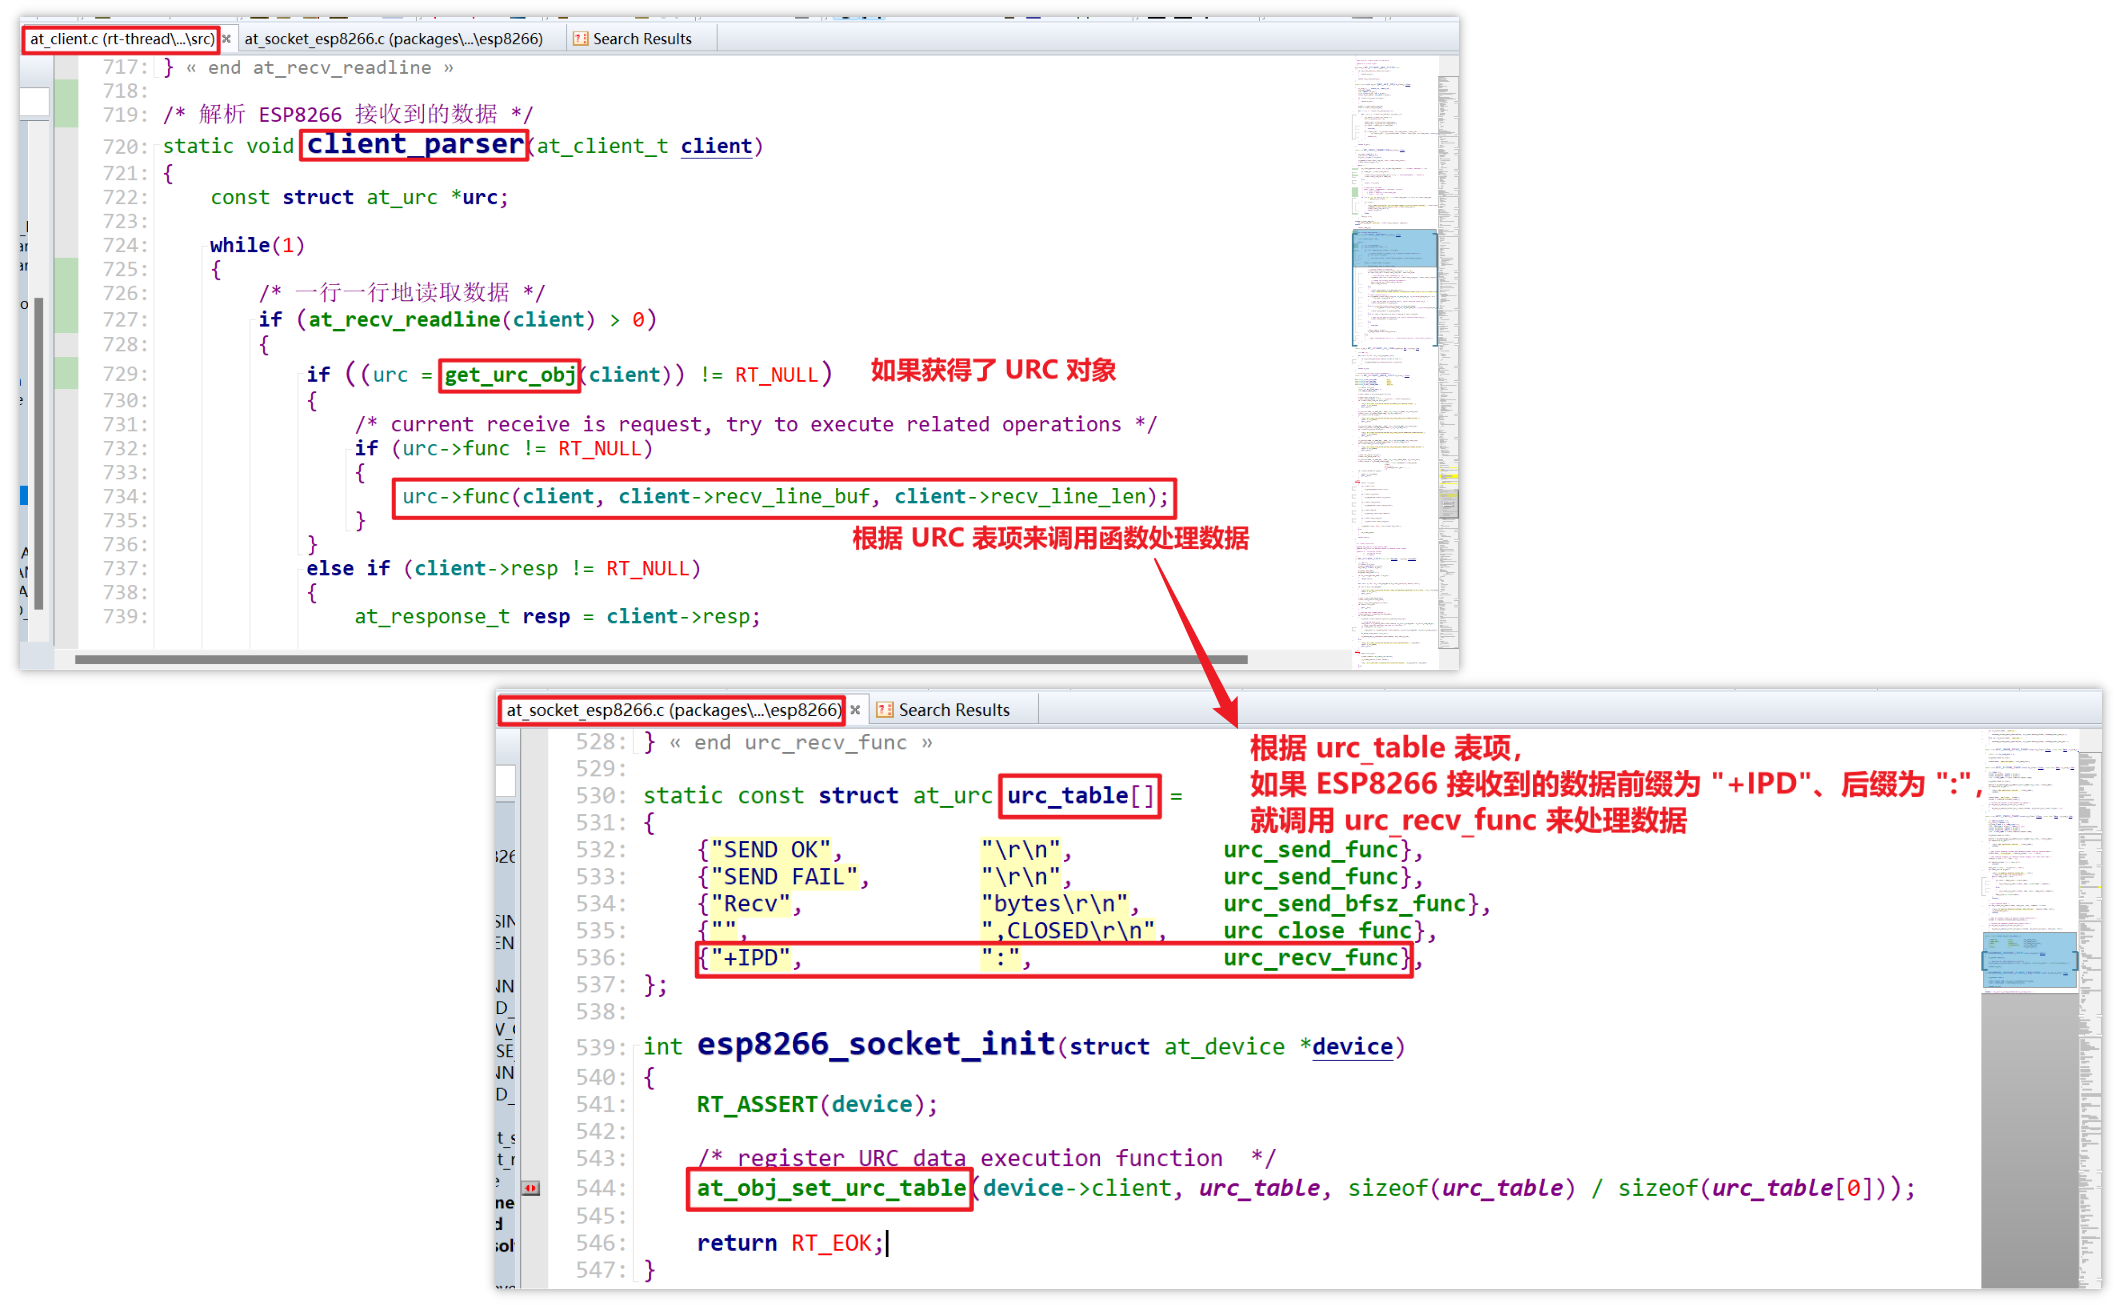 at_client.c (rt-thread\...\src) at_socket_esp8266.c (packages\...\esp8266) Search Results
717: } « end at_recv_readline »
718:
719: /* 解析 ESP8266 接收到的数据 */
720: static void client_parser(at_client_t client)
721: {
722: const struct at_urc *urc;
723:
724: while(1)
725: {
726: /* 一行一行地读取数据 */
727: if (at_recv_readline(client) > 0)
728: {
729: if ((urc = get_urc_obj(client)) != RT_NULL) 如果获得了 URC 对象
730: {
731: /* current receive is request, try to execute related operations */
732: if (urc->func != RT_NULL)
733: {
734: urc->func(client, client->recv_line_buf, client->recv_line_len);
735: }
根据 URC 表项来调用函数处理数据
736: }
737: else if (client->resp != RT_NULL)
738: {
739: at_response_t resp = client->resp;
at_socket_esp8266.c (packages\...\esp8266) Search Results
528: } « end urc_recv_func »
根据 urc_table 表项,
529:
如果 ESP8266 接收到的数据前缀为 "+IPD"、后缀为 ":",
530: static const struct at_urc urc_table[] =
531: {
就调用 urc_recv_func 来处理数据
532: {"SEND OK", "\r\n", urc_send_func},
533: {"SEND FAIL", "\r\n", urc_send_func},
534: {"Recv", "bytes\r\n", urc_send_bfsz_func},
535: {"", ",CLOSED\r\n", urc_close_func},
536: {"+IPD", ":", urc_recv_func},
537: };
538:
539: int esp8266_socket_init(struct at_device *device)
540: {
541: RT_ASSERT(device);
542:
543: /* register URC data execution function */
544: at_obj_set_urc_table(device->client, urc_table, sizeof(urc_table) / sizeof(urc_table[0]));
545:
546: return RT_EOK;
547: }